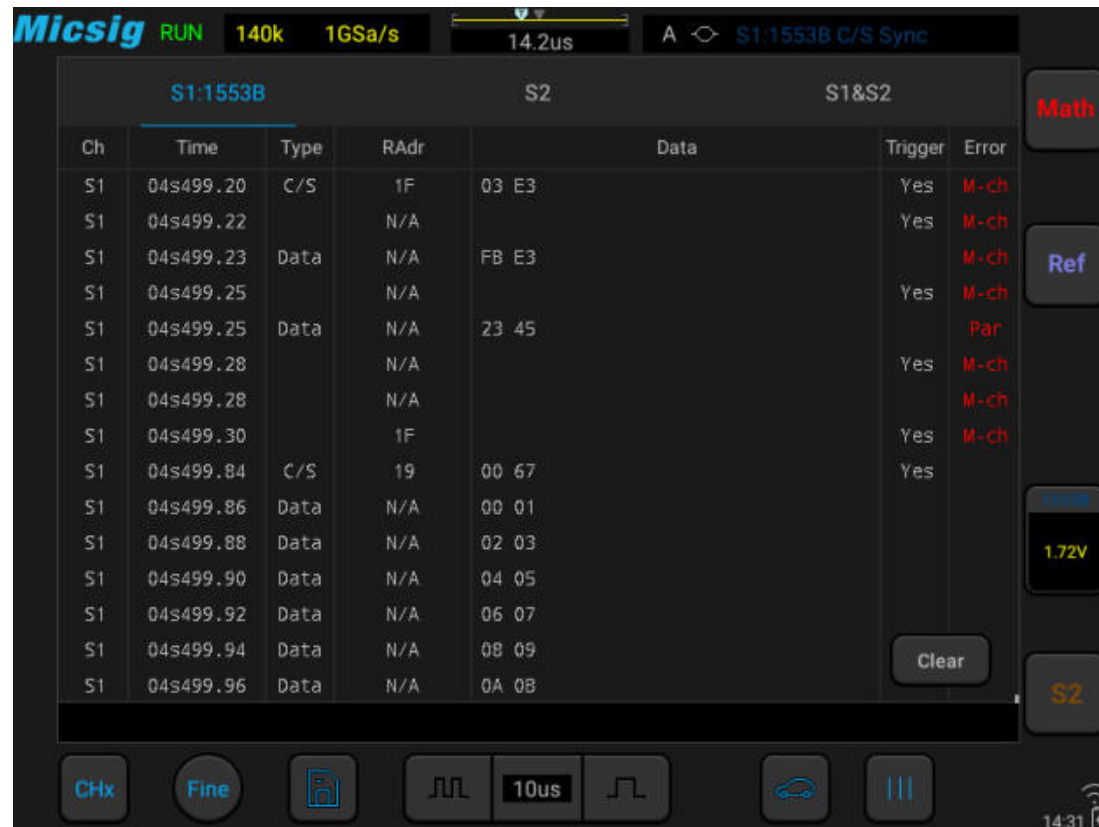 Micsig RUN 140k 1GSa/s 14.2us A S1:1553B C/S Sync
S1:1553B S2 S1&S2
Math
Ch Time Type RAdr Data Trigger Error
S1 04s499.20 C/S 1F 03 E3 Yes M-ch
S1 04s499.22 N/A Yes M-ch
S1 04s499.23 Data N/A FB E3 M-ch
Ref
S1 04s499.25 N/A Yes M-ch
S1 04s499.25 Data N/A 23 45 Par
S1 04s499.28 N/A Yes M-ch
S1 04s499.28 N/A M-ch
S1 04s499.30 1F Yes M-ch
S1 04s499.84 C/S 19 00 67 Yes
S1 04s499.86 Data N/A 00 01
S1 04s499.88 Data N/A 02 03
1.72V
S1 04s499.90 Data N/A 04 05
S1 04s499.92 Data N/A 06 07
S1 04s499.94 Data N/A 08 09
Clear
S1 04s499.96 Data N/A 0A 0B
S2
CHx Fine 10us
14:31